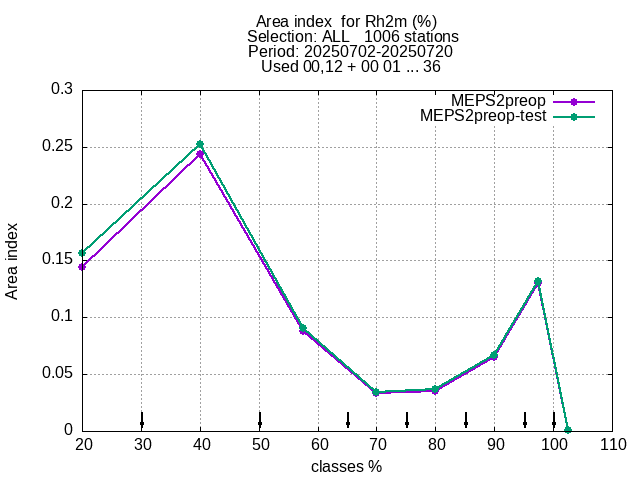 Area index  for Rh2m (%)
Selection: ALL   1006 stations
Period: 20250702-20250720
Used 00,12 + 00 01 ... 36
MEPS2preop
MEPS2preop-test
Area index
0.3
0.25
0.2
0.15
0.1
0.05
0
20 30 40 50 60 70 80 90 100 110
classes %